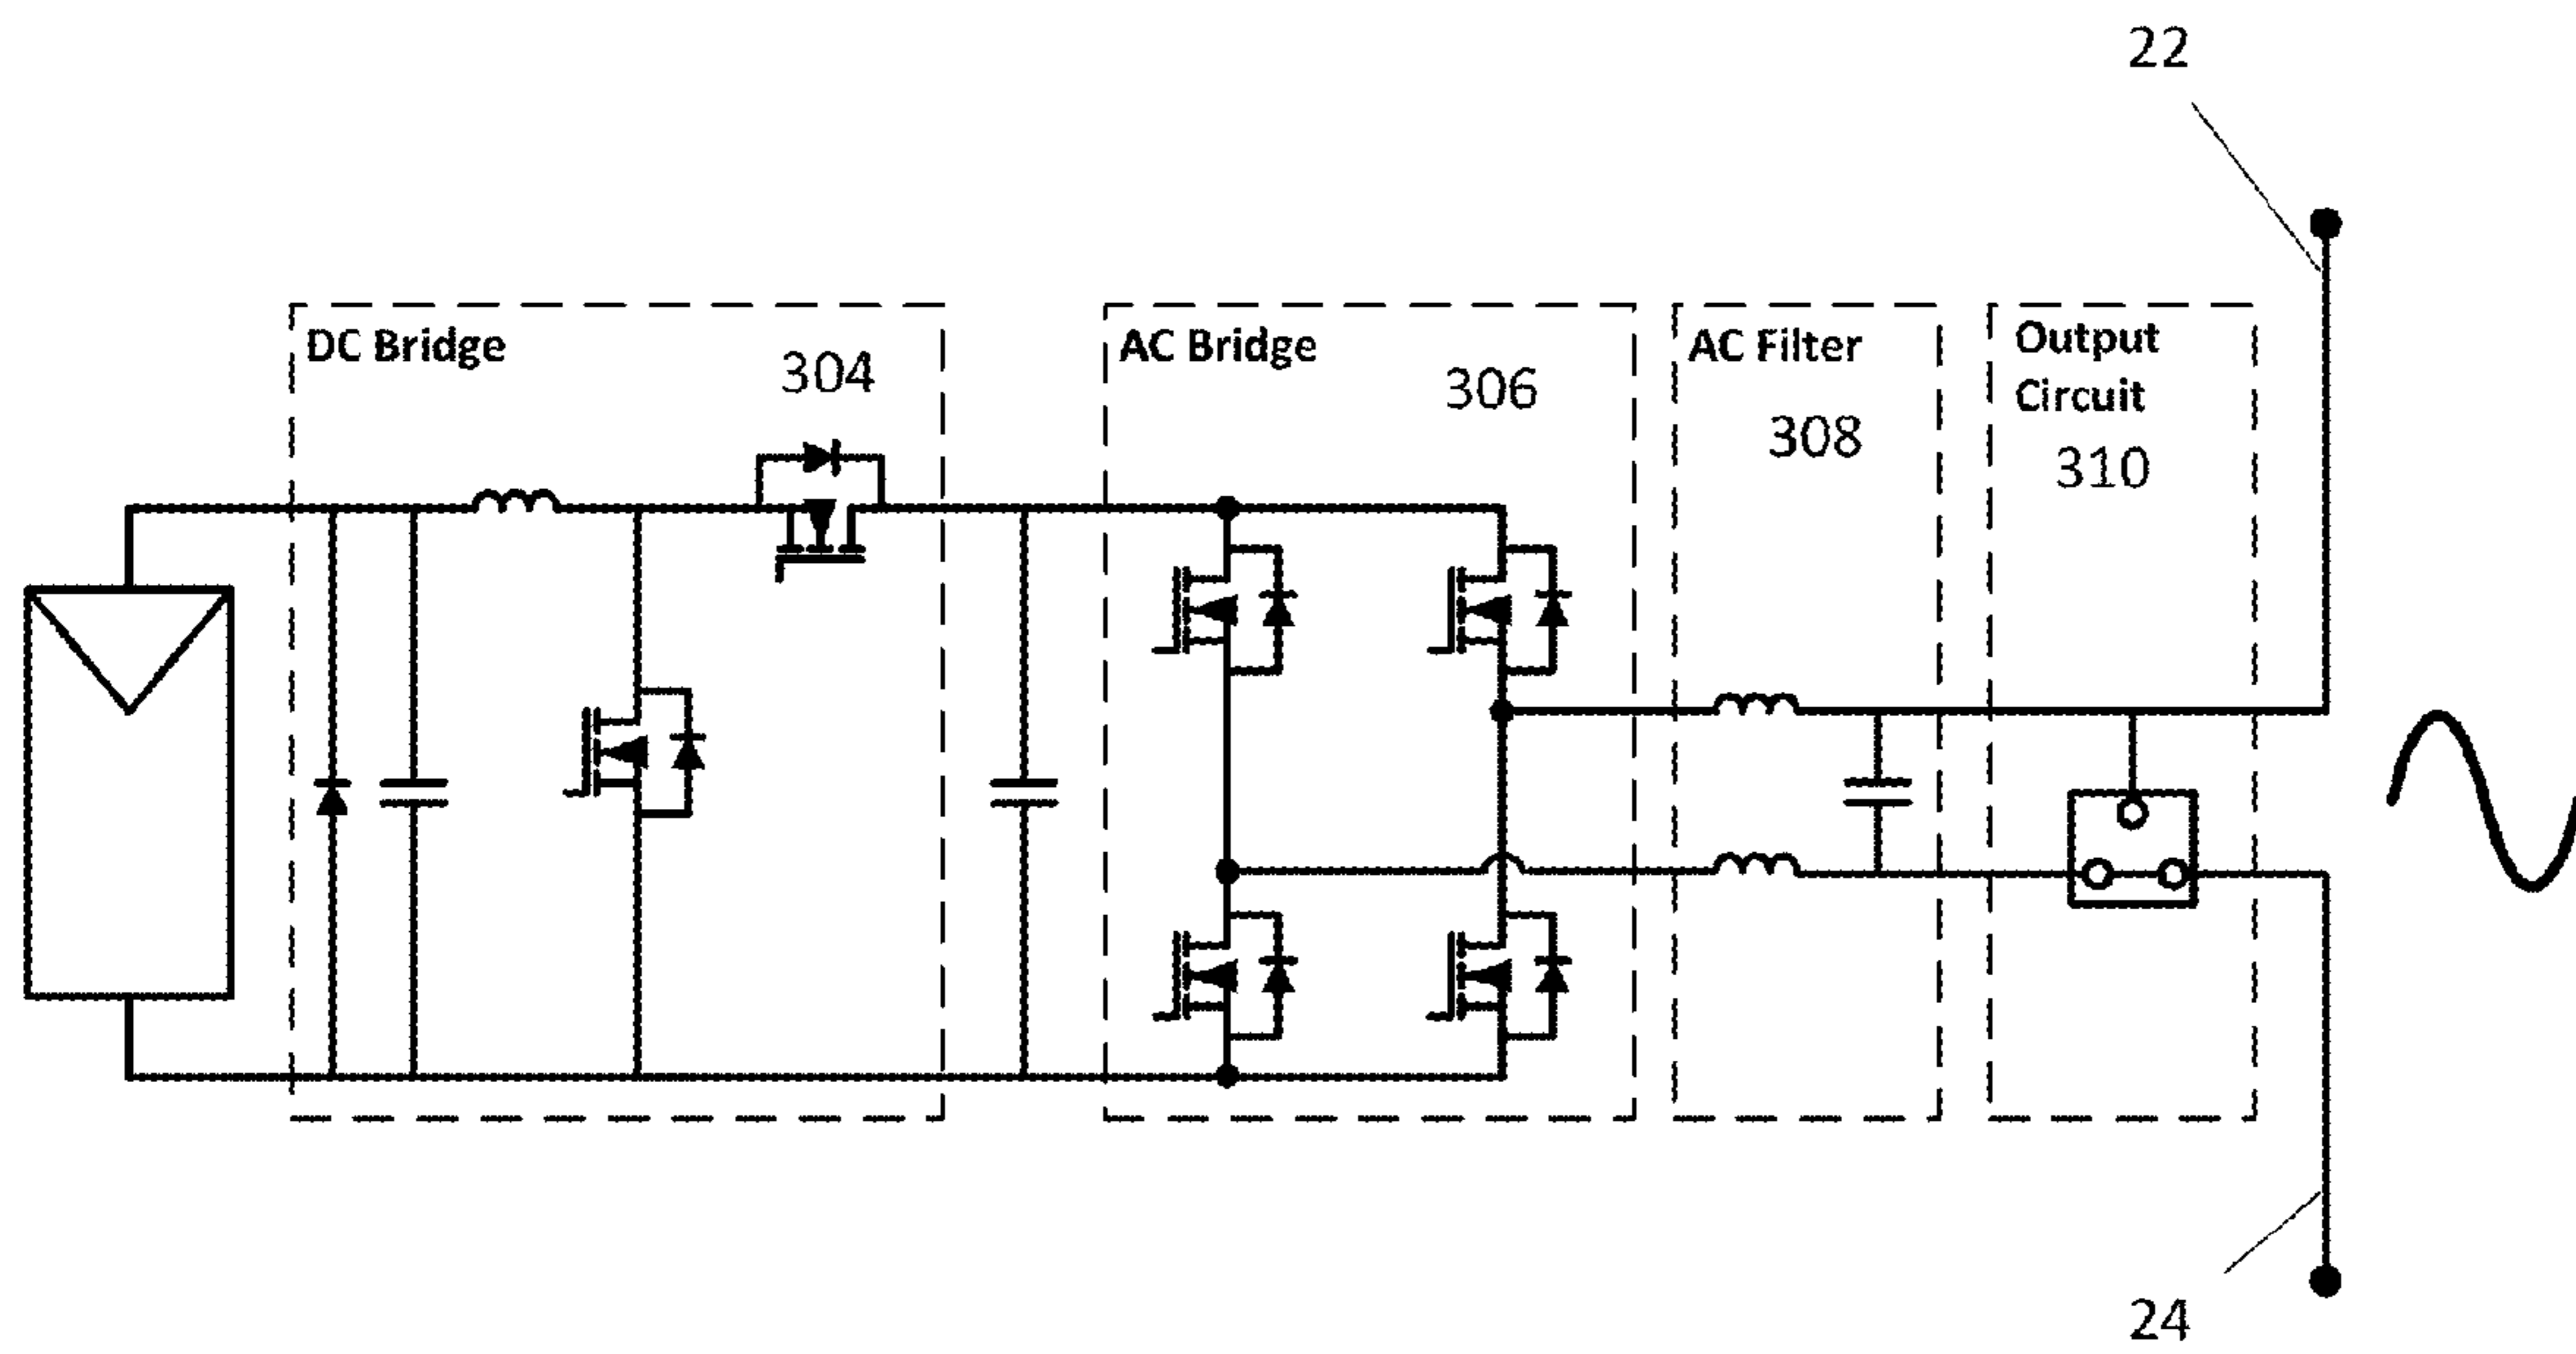 22
DC Bridge
304
AC Bridge
306
AC Filter
308
Output
Circuit
310
24